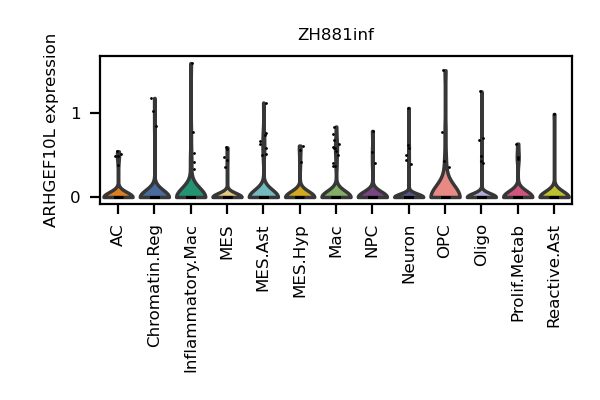 ZH881inf
ARHGEF10L expression
1
0
AC
Chromatin.Reg
Inflammatory.Mac
MES
MES.Ast
MES.Hyp
Mac
NPC
Neuron
OPC
Oligo
Prolif.Metab
Reactive.Ast